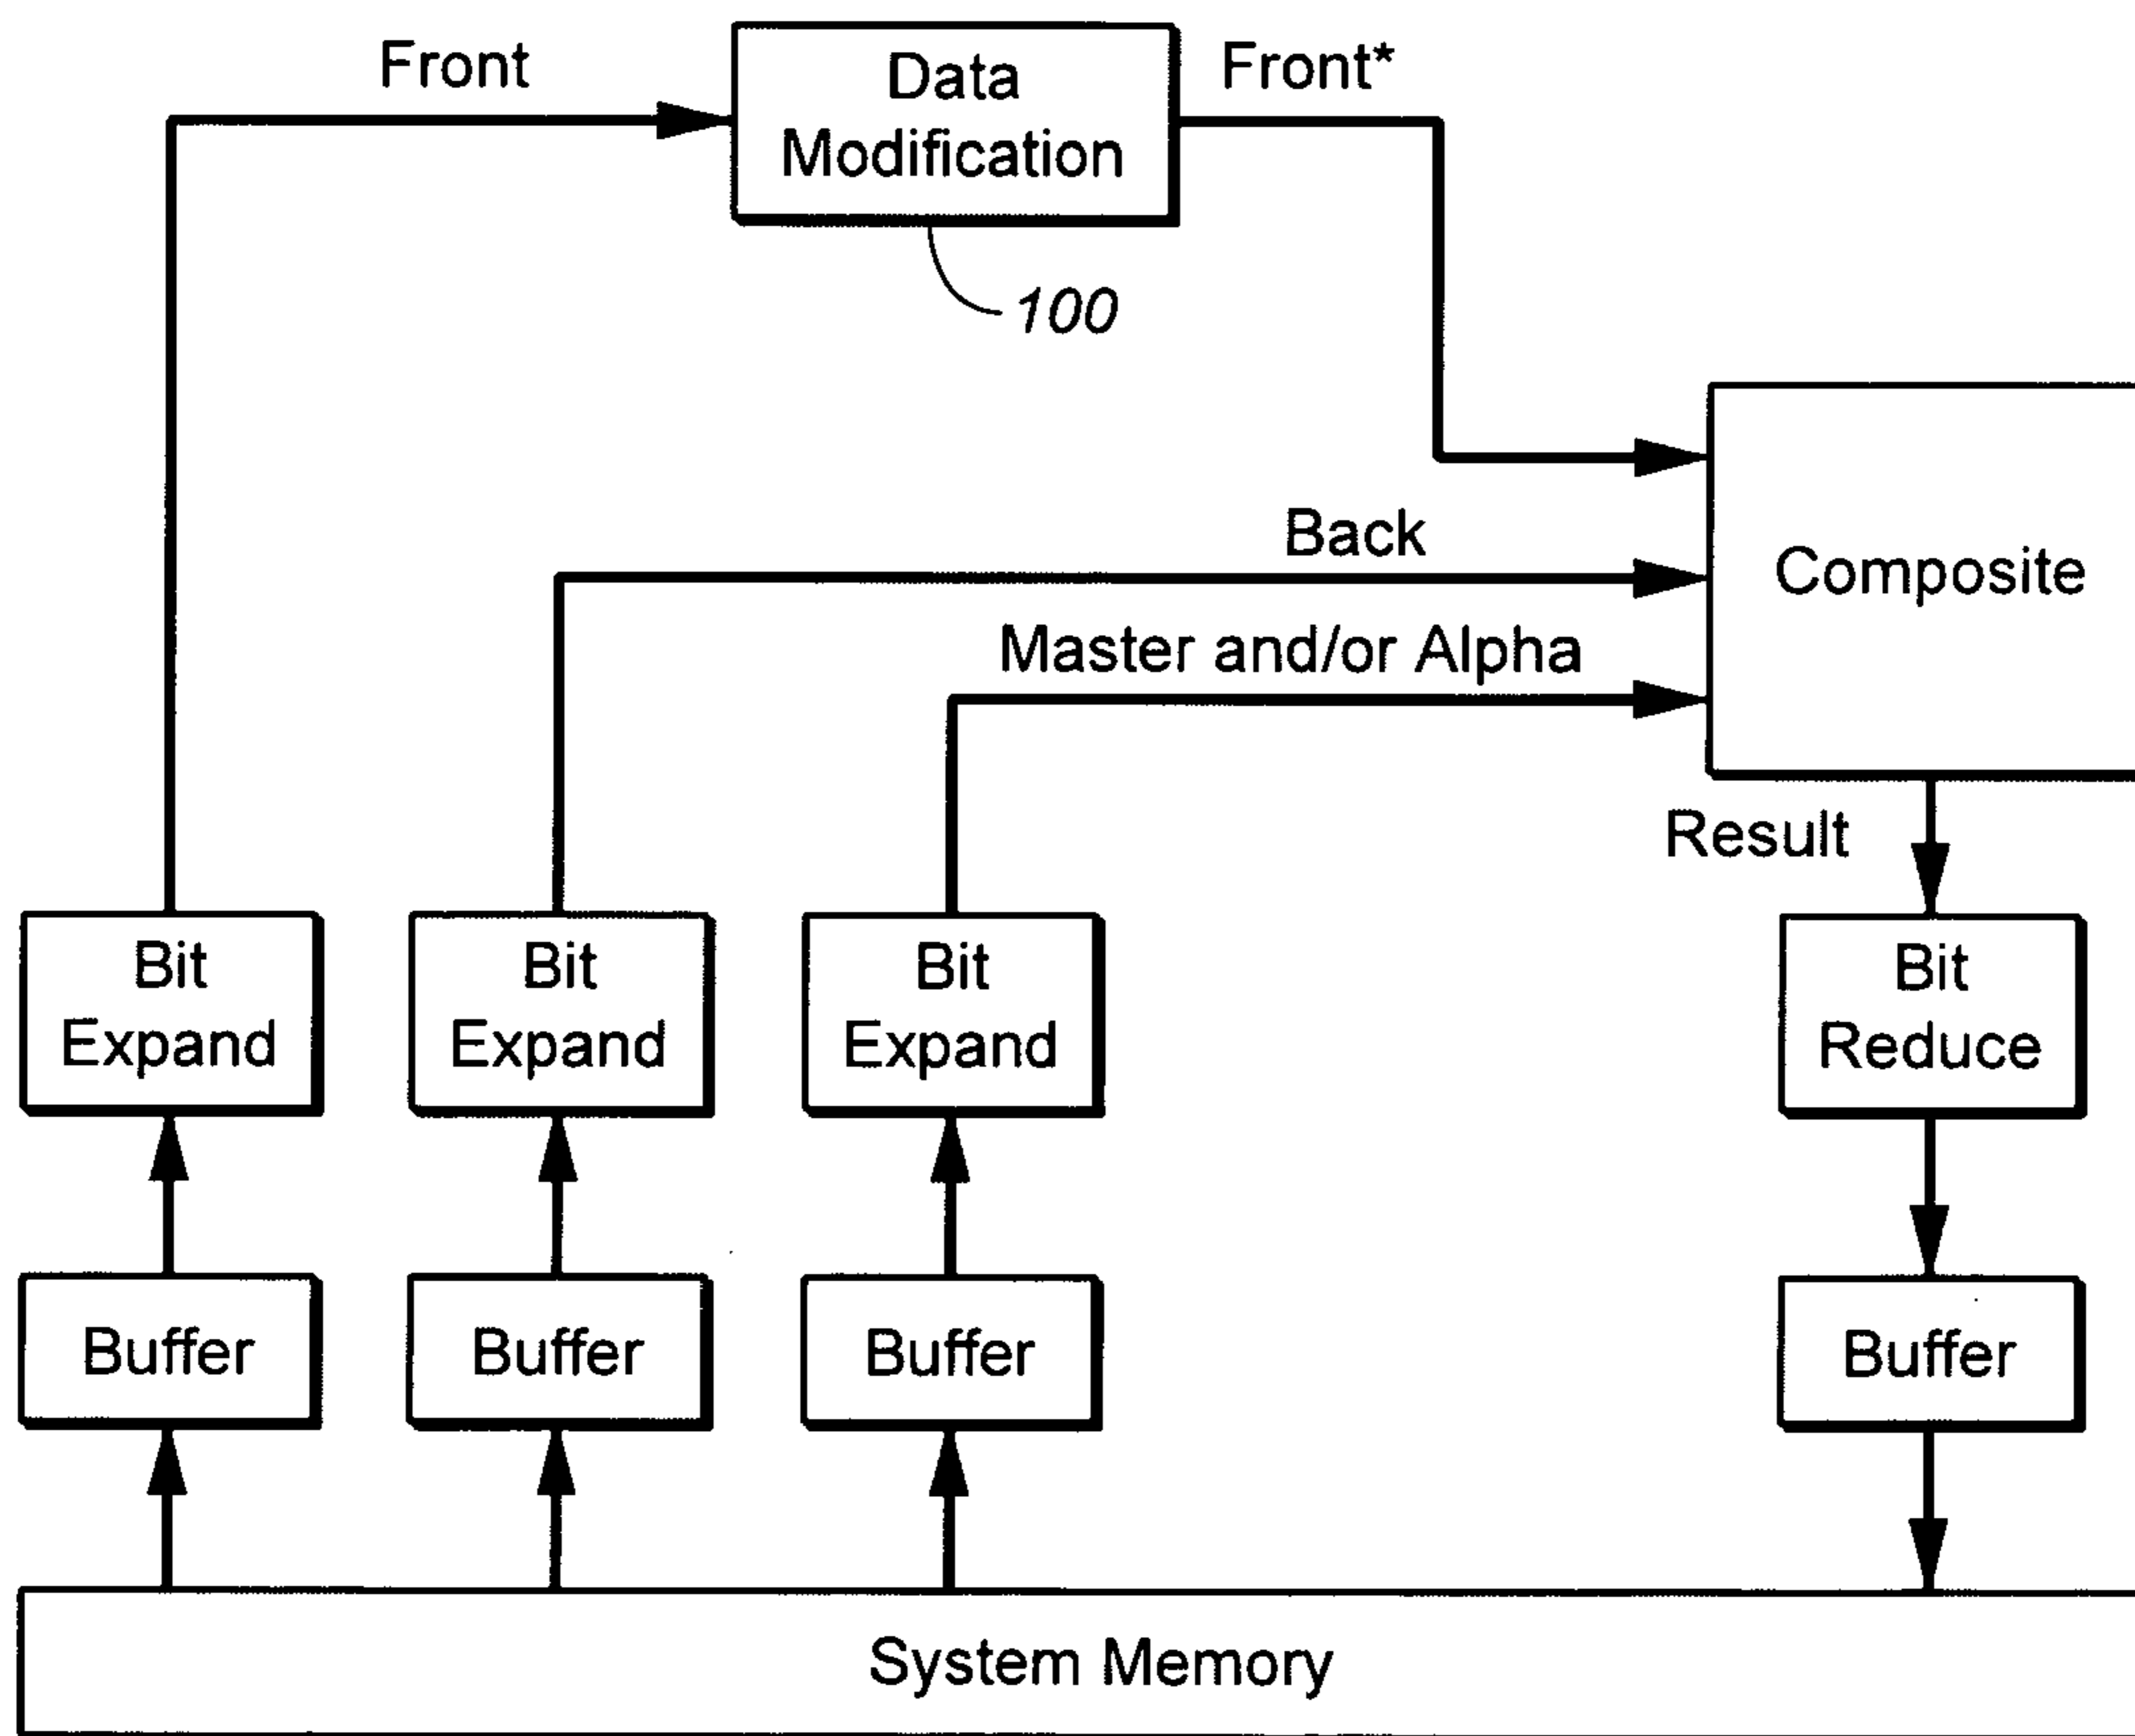 Front
Data
Modification
Front*
100
Back
Composite
Master and/or Alpha
Result
Bit
Expand
Bit
Expand
Bit
Expand
Bit
Reduce
Buffer
Buffer
Buffer
Buffer
System Memory